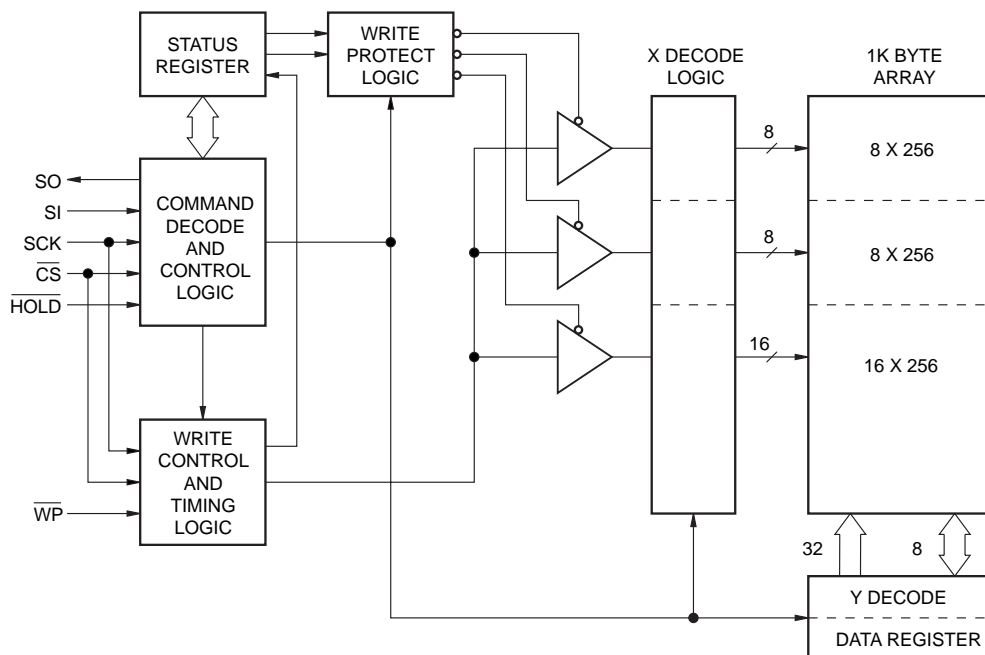 STATUS
REGISTER
WRITE
PROTECT
LOGIC
X DECODE
LOGIC
1K BYTE
ARRAY
8
8 X 256
SO
SI
SCK
CS
HOLD
COMMAND
DECODE
AND
CONTROL
LOGIC
8
8 X 256
16
16 X 256
WRITE
CONTROL
AND
TIMING
LOGIC
WP
32
8
Y DECODE
DATA REGISTER